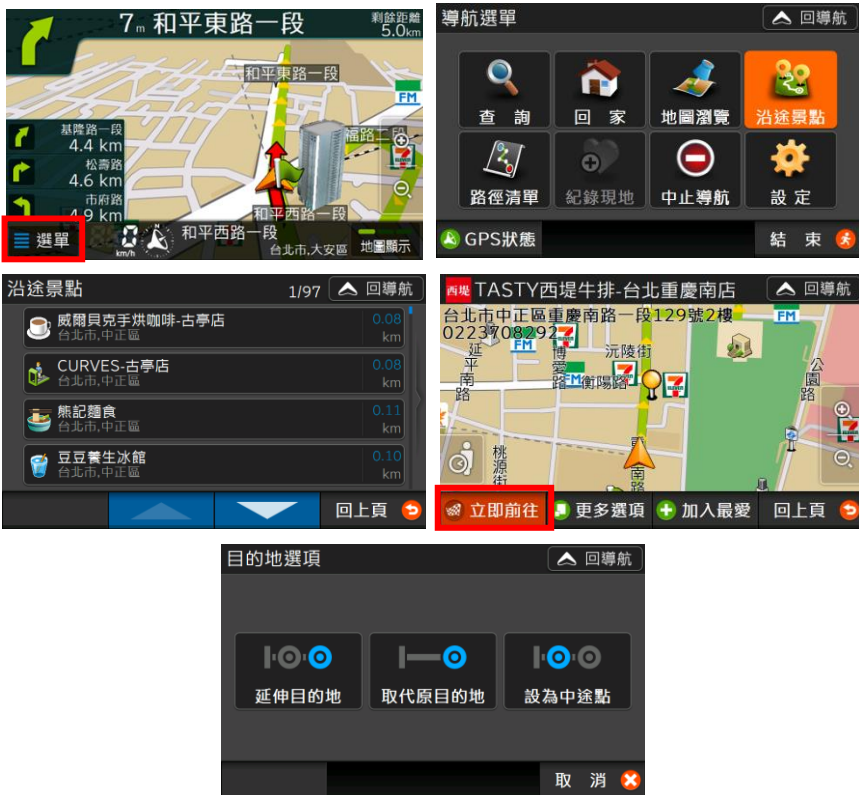 7m 和平東路一段
剩餘距離
5.0km
和平東路一段
FM
福路二段
基隆路一段
4.4 km
松壽路
4.6 km
市府路
4.9 km
7
ELEVEN
和平西路一段
選單
0
km/h
N
和平西路一段
台北市,大安區
地圖顯示
導航選單
回導航
查 詢
回 家
地圖瀏覽
沿途景點
路徑清單
紀錄現地
中止導航
設 定
GPS狀態
結 束
沿途景點
1/97
回導航
威爾貝克手烘咖啡-古亭店
台北市,中正區
0.08
km
CURVES-古亭店
台北市,中正區
0.08
km
熊記麵食
台北市,中正區
0.11
km
豆豆養生冰館
台北市,中正區
0.10
km
回上頁
西堤
TASTY西堤牛排-台北重慶南店
回導航
台北市中正區重慶南路一段129號2樓
FM
0223708292
FM
延平南路
博愛路
沅陵街
FM
衡陽路
公園路
桃源街
南路
立即前往
更多選項
加入最愛
回上頁
目的地選項
回導航
延伸目的地
取代原目的地
設為中途點
取 消